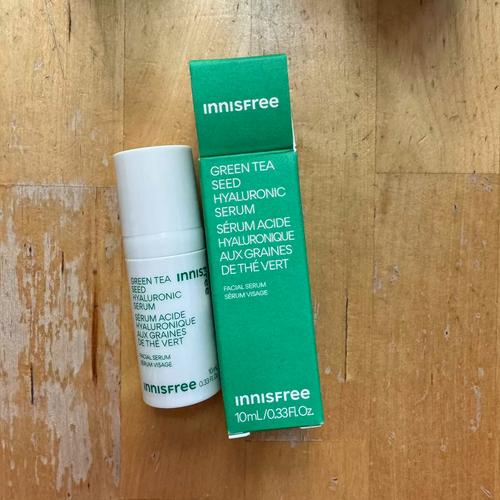 INNISFree
GREEN TEA
SEED
HYALURONIC
SERUM
SÉRUM ACIDE
HYALURONIQUE
AUX GRAINES
DE THÉ VERT
FACIAL SERUM
SÉRUM VISAGE
INNISFree
10mL/0.33Fl.Oz.
GREEN TEA
SEED
HYALURONIC
SERUM
SÉRUM ACIDE
HYALURONIQUE
AUX GRAINES
DE THÉ VERT
FACIAL SERUM
SÉRUM VISAGE
INNISFree